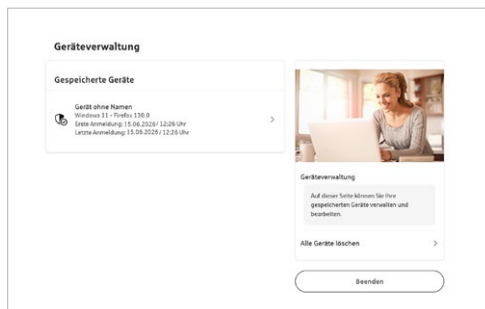 Geräteverwaltung
Gespeicherte Geräte
Gerät ohne Namen
Windows 11 - Firefox 130.0
Erste Anmeldung: 15.06.2026 / 12:26 Uhr
Letzte Anmeldung: 15.06.2026 / 12:26 Uhr
Geräteverwaltung
Auf dieser Seite können Sie Ihre
gespeicherten Geräte verwalten und
bearbeiten.
Alle Geräte löschen
Beenden